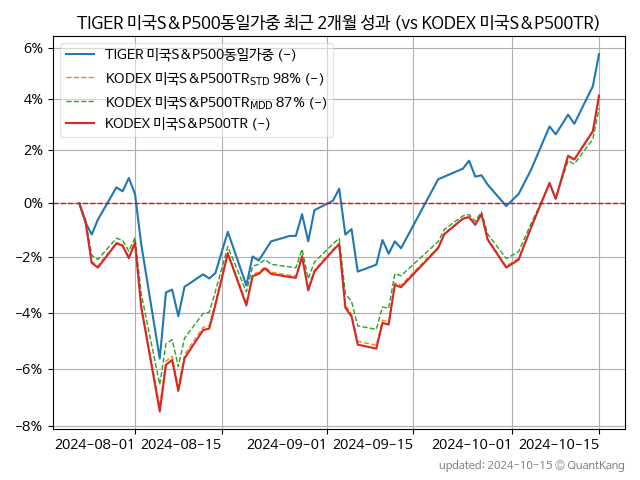 TIGER 미국S&P500동일가중 최근 2개월 성과 (vs KODEX 미국S&P500TR)
TIGER 미국S&P500동일가중 (-)
KODEX 미국S&P500TR_STD 98% (-)
KODEX 미국S&P500TR_MDD 87% (-)
KODEX 미국S&P500TR (-)
6%
4%
2%
0%
−2%
−4%
−6%
−8%
2024-08-01 2024-08-15 2024-09-01 2024-09-15 2024-10-01 2024-10-15
updated: 2024-10-15 © QuantKang